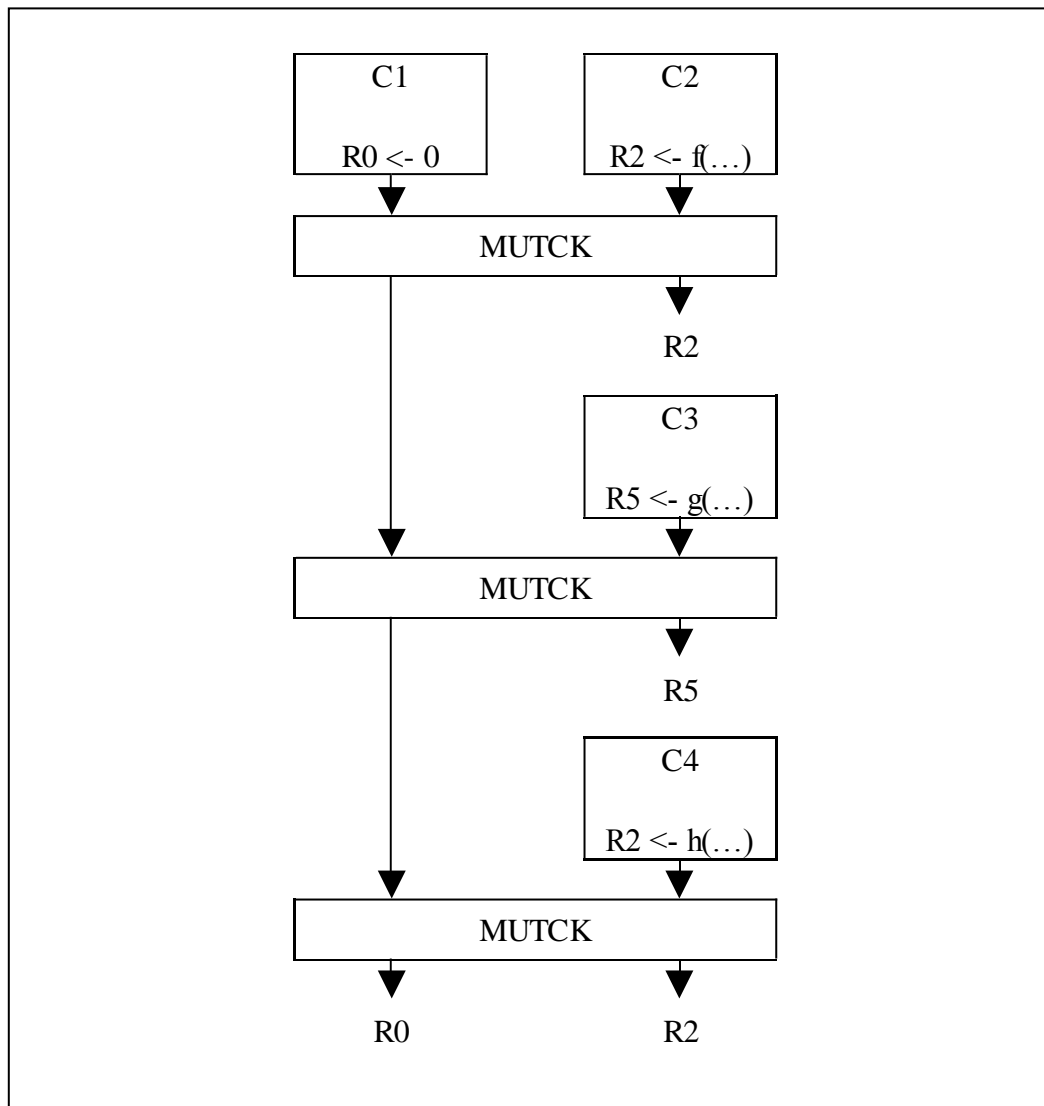 C1 C2
R0 <- 0 R2 <- f(…)
MUTCK
R2
C3
R5 <- g(…)
MUTCK
R5
C4
R2 <- h(…)
MUTCK
R0 R2